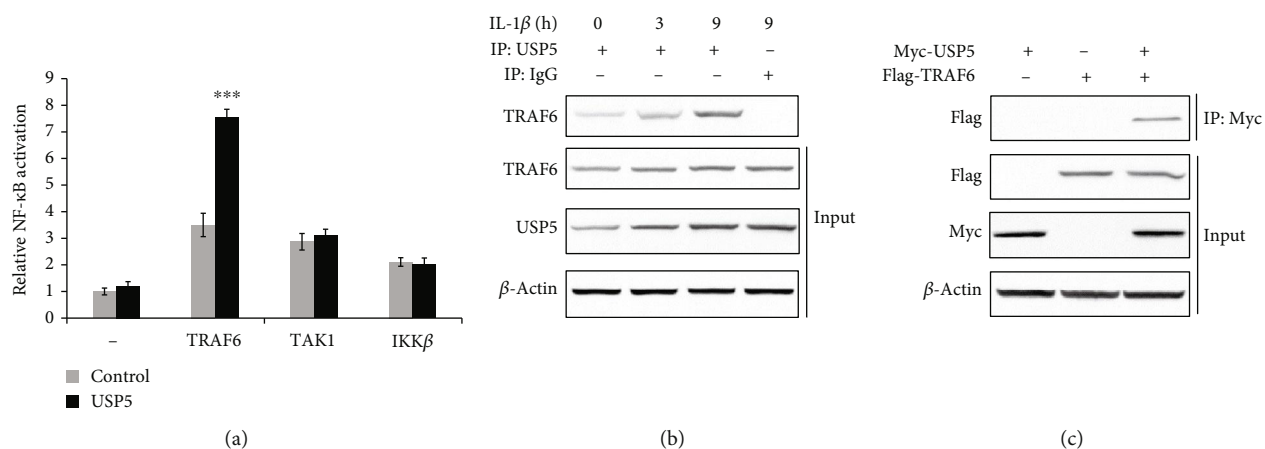 Relative NF-κB activation
9
8
7
6
5
4
3
2
1
0
***
– TRAF6 TAK1 IKKβ
Control
USP5
(a)
IL-1β (h) 0 3 9 9
IP: USP5 + + + –
IP: IgG – – – +
TRAF6
TRAF6
USP5
β-Actin
Input
(b)
Myc-USP5 + – +
Flag-TRAF6 – + +
Flag
IP: Myc
Flag
Myc
β-Actin
Input
(c)